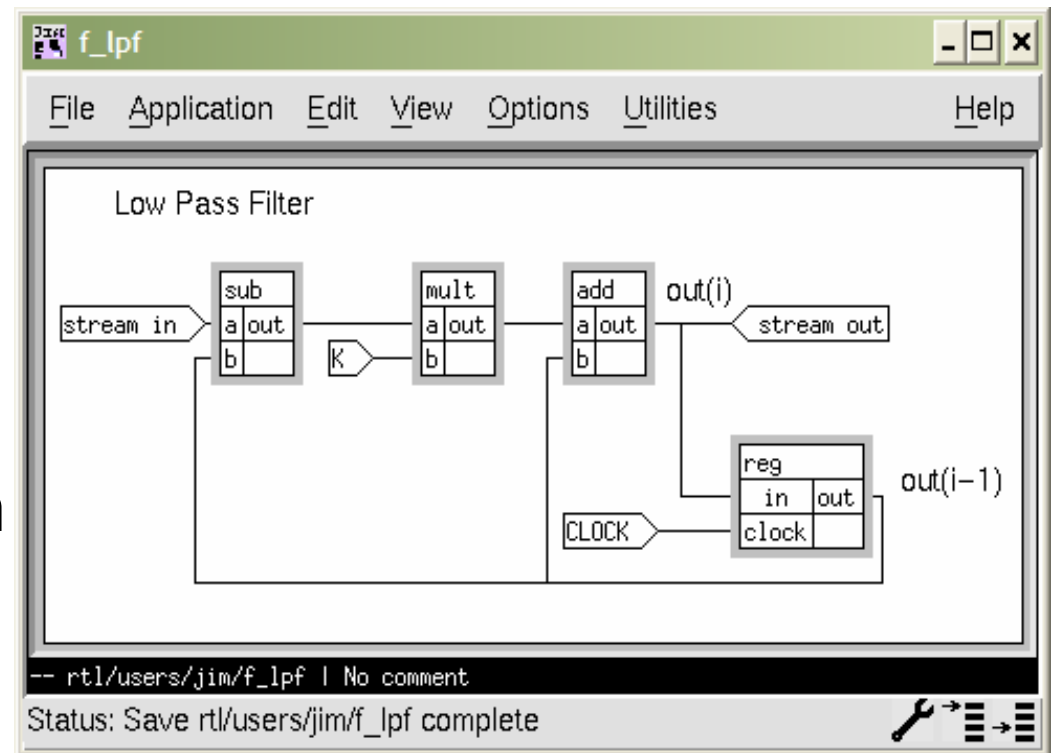 f_lpf
File Application Edit View Options Utilities Help
Low Pass Filter
sub
a out
b
mult
a out
b
add
a out
b
out(i)
stream in
K
stream out
reg
in out
clock
out(i-1)
CLOCK
n
-- rtl/users/jim/f_lpf | No comment
Status: Save rtl/users/jim/f_lpf complete